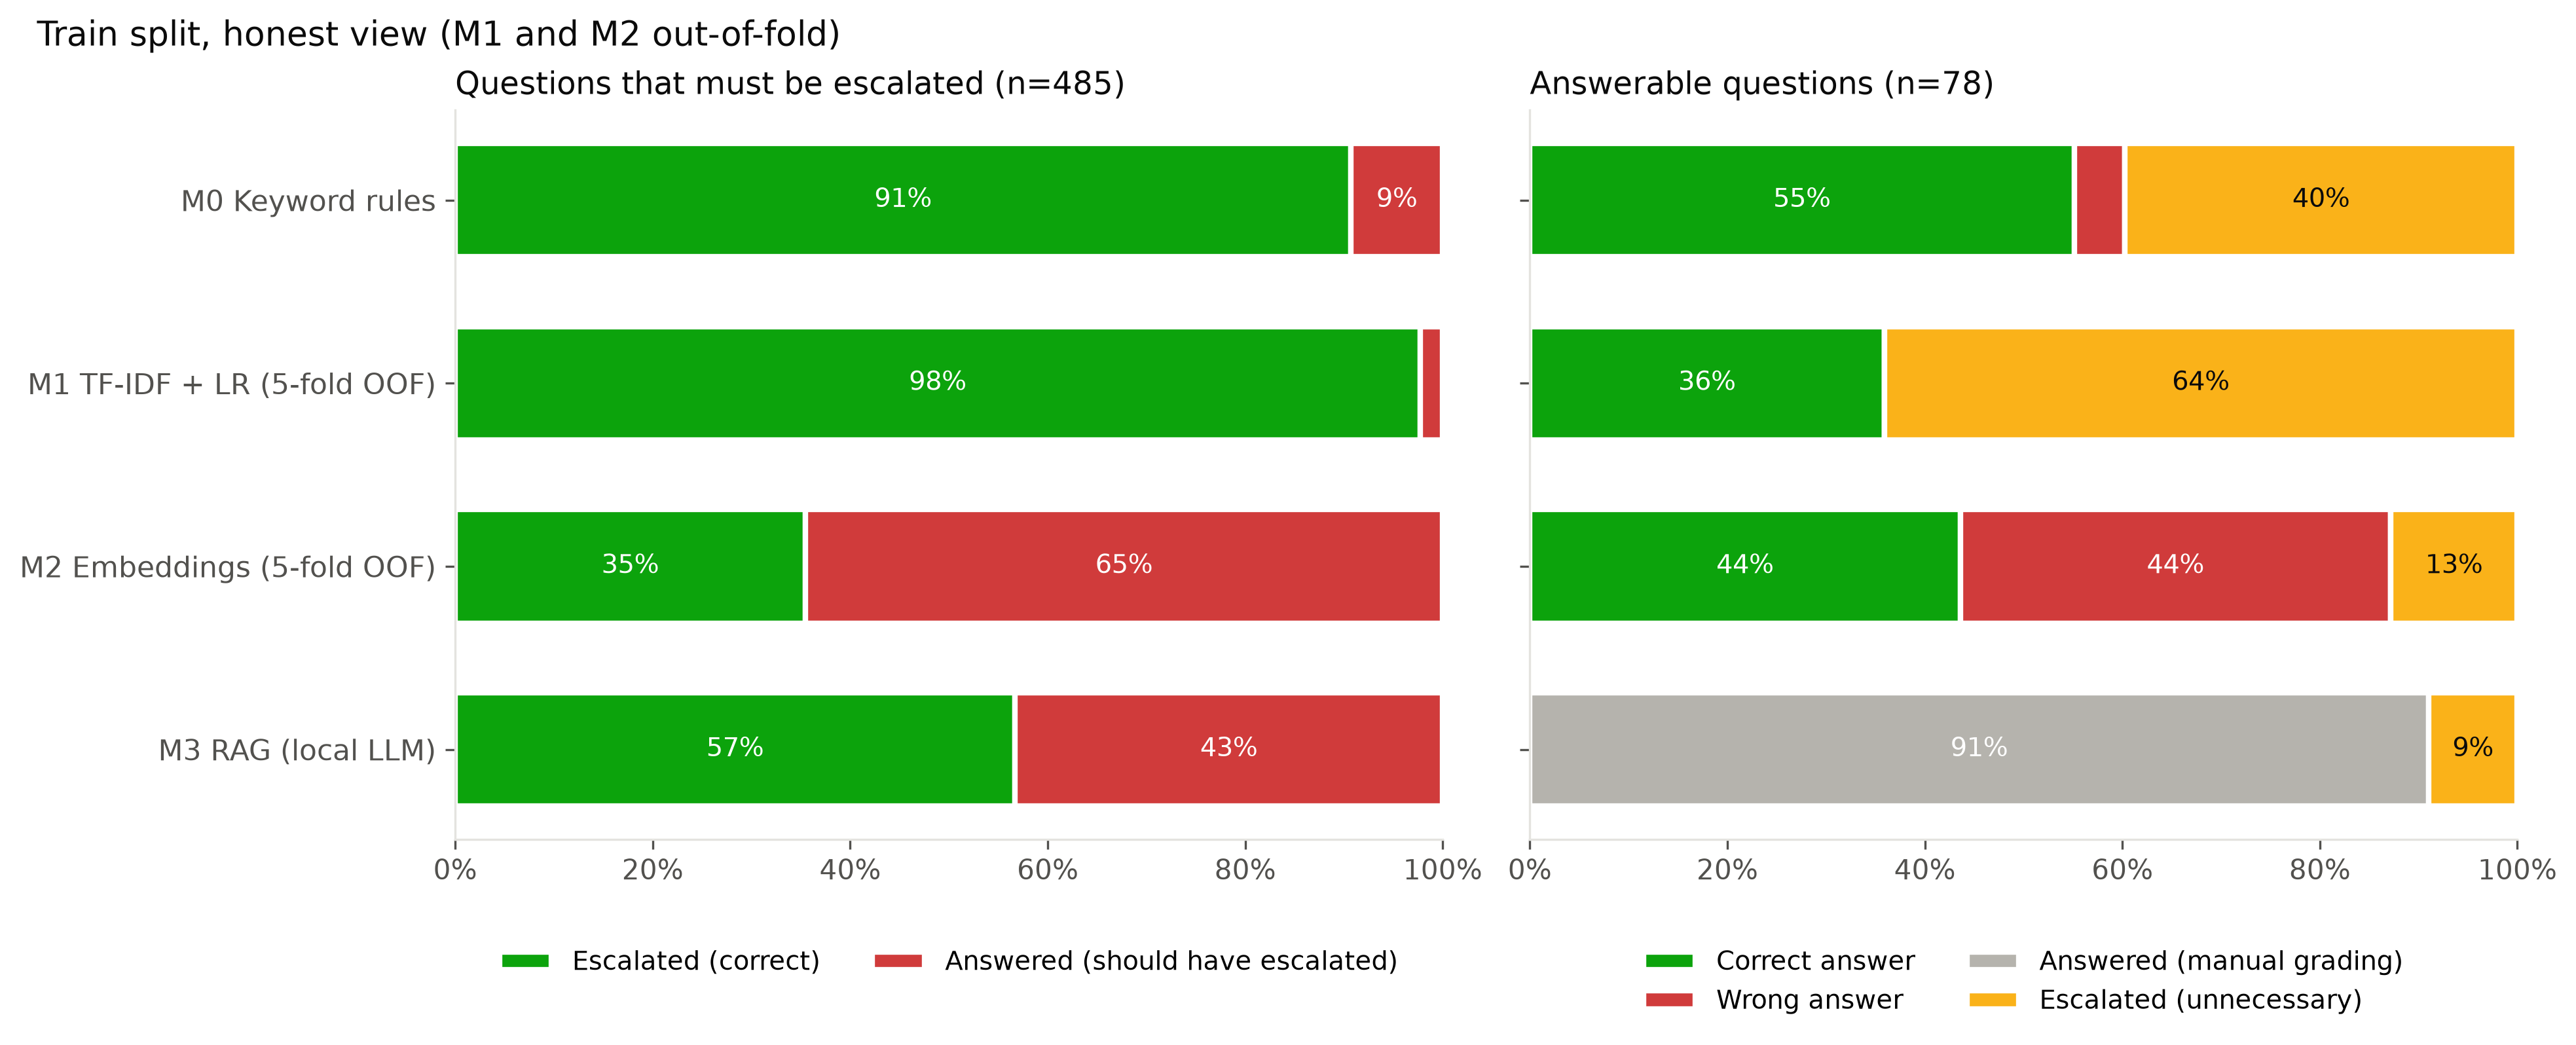 Train split, honest view (M1 and M2 out-of-fold)
Questions that must be escalated (n=485)
Answerable questions (n=78)
M0 Keyword rules
91%
9%
55%
40%
M1 TF-IDF + LR (5-fold OOF)
98%
36%
64%
M2 Embeddings (5-fold OOF)
35%
65%
44%
44%
13%
M3 RAG (local LLM)
57%
43%
91%
9%
0%
20%
40%
60%
80%
100%
0%
20%
40%
60%
80%
100%
Escalated (correct)
Answered (should have escalated)
Correct answer
Wrong answer
Answered (manual grading)
Escalated (unnecessary)